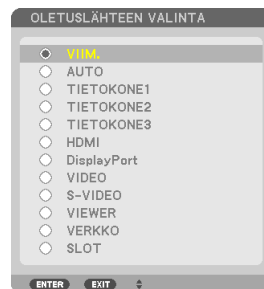 OLETUSLÄHTEEN VALINTA
VIIM.
AUTO
TIETOKONE1
TIETOKONE2
TIETOKONE3
HDMI
DisplayPort
VIDEO
S-VIDEO
VIEWER
VERKKO
SLOT
ENTER EXIT